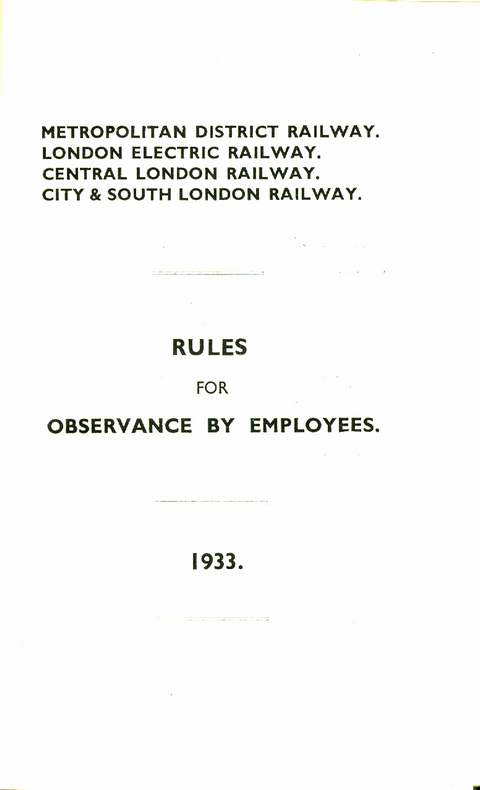 METROPOLITAN DISTRICT RAILWAY.
LONDON ELECTRIC RAILWAY.
CENTRAL LONDON RAILWAY.
CITY & SOUTH LONDON RAILWAY.
RULES
FOR
OBSERVANCE BY EMPLOYEES.
1933.